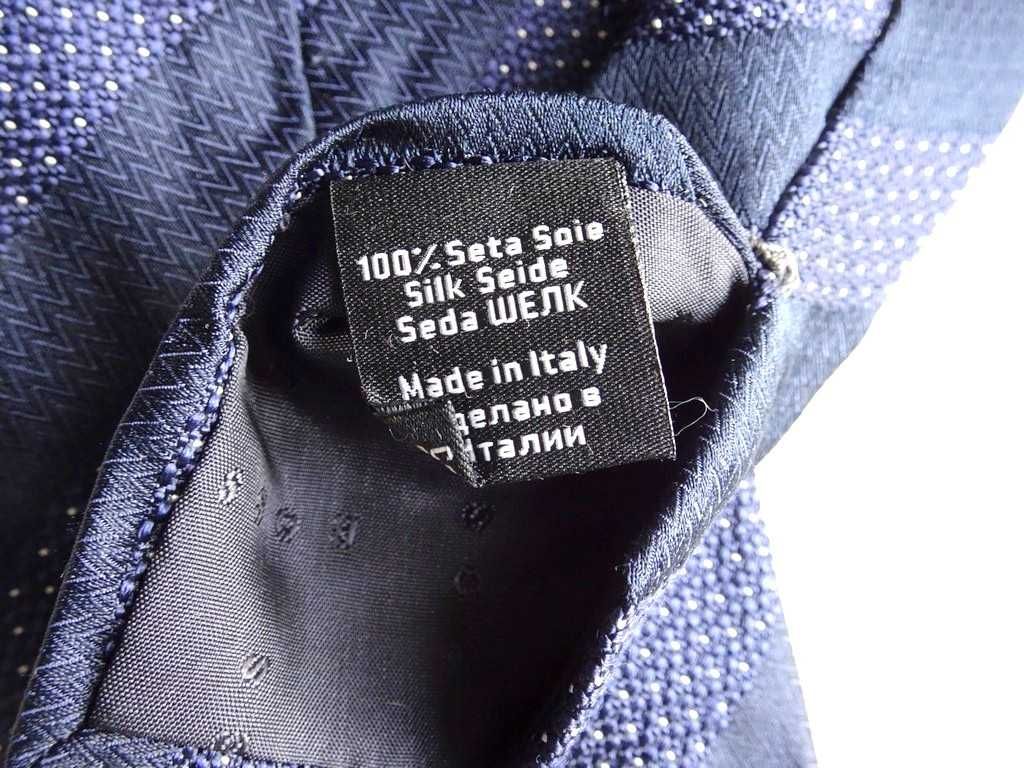 100% Seta Soie
Silk Seide
Seda ШЕЛК
Made in Italy
в